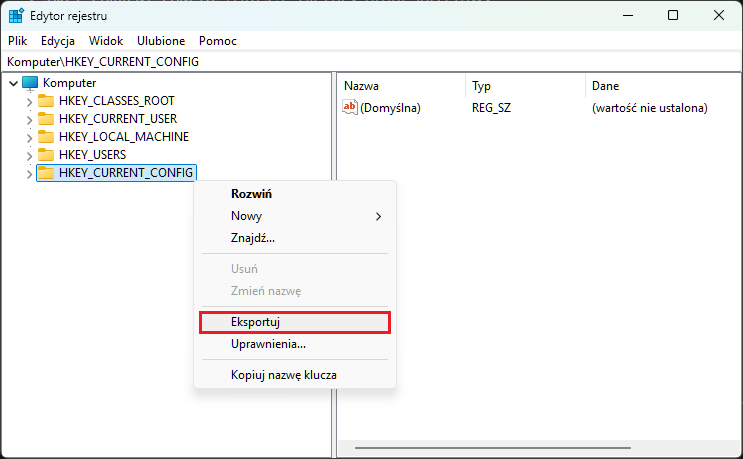 Edytor rejestru
Plik Edycja Widok Ulubione Pomoc
Komputer\HKEY_CURRENT_CONFIG
Komputer
HKEY_CLASSES_ROOT
HKEY_CURRENT_USER
HKEY_LOCAL_MACHINE
HKEY_USERS
HKEY_CURRENT_CONFIG
Nazwa Typ Dane
ab (Domyślna) REG_SZ (wartość nie ustalona)
Rozwiń
Nowy
Znajdź...
Usuń
Zmień nazwę
Eksportuj
Uprawnienia...
Kopiuj nazwę klucza